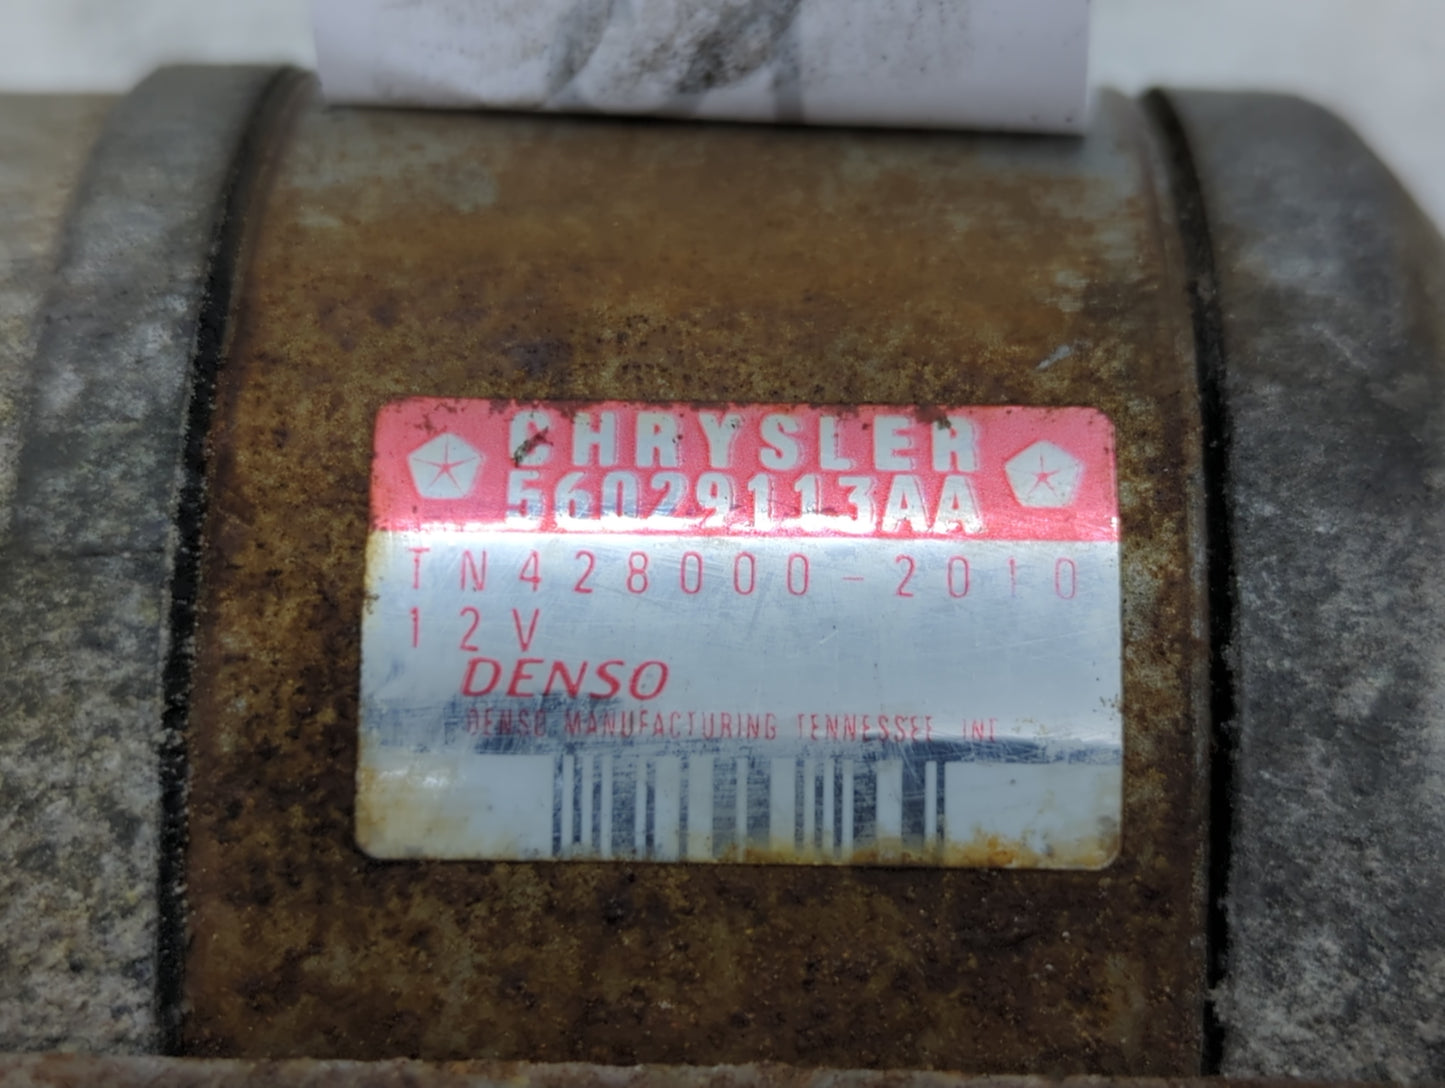 CHRYSLER
56029113AA
TN428000-2010
12V
DENSO
DENSO MANUFACTURING TENNESSEE INC